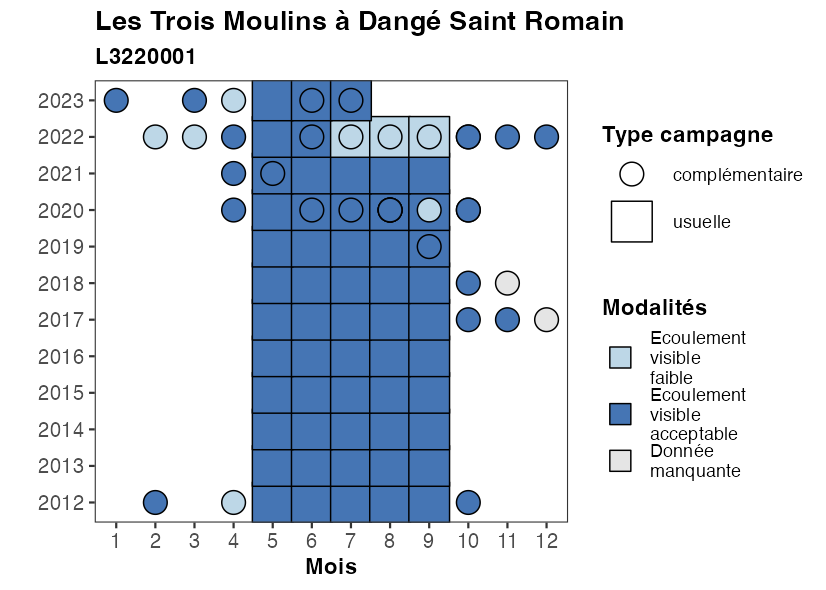 Les Trois Moulins à Dangé Saint Romain
L3220001
2023
2022
2021
2020
2019
2018
2017
2016
2015
2014
2013
2012
1 2 3 4 5 6 7 8 9 10 11 12
Mois
Type campagne
complémentaire
usuelle
Modalités
Ecoulement
visible
faible
Ecoulement
visible
acceptable
Donnée
manquante